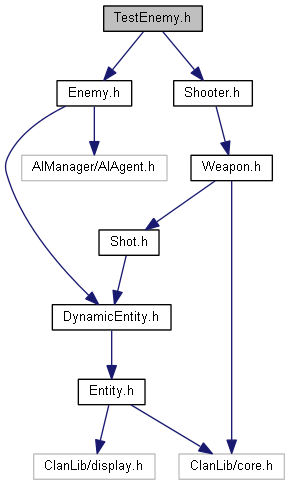 TestEnemy.h
Enemy.h
Shooter.h
AIManager/AIAgent.h
Weapon.h
Shot.h
DynamicEntity.h
Entity.h
ClanLib/display.h
ClanLib/core.h